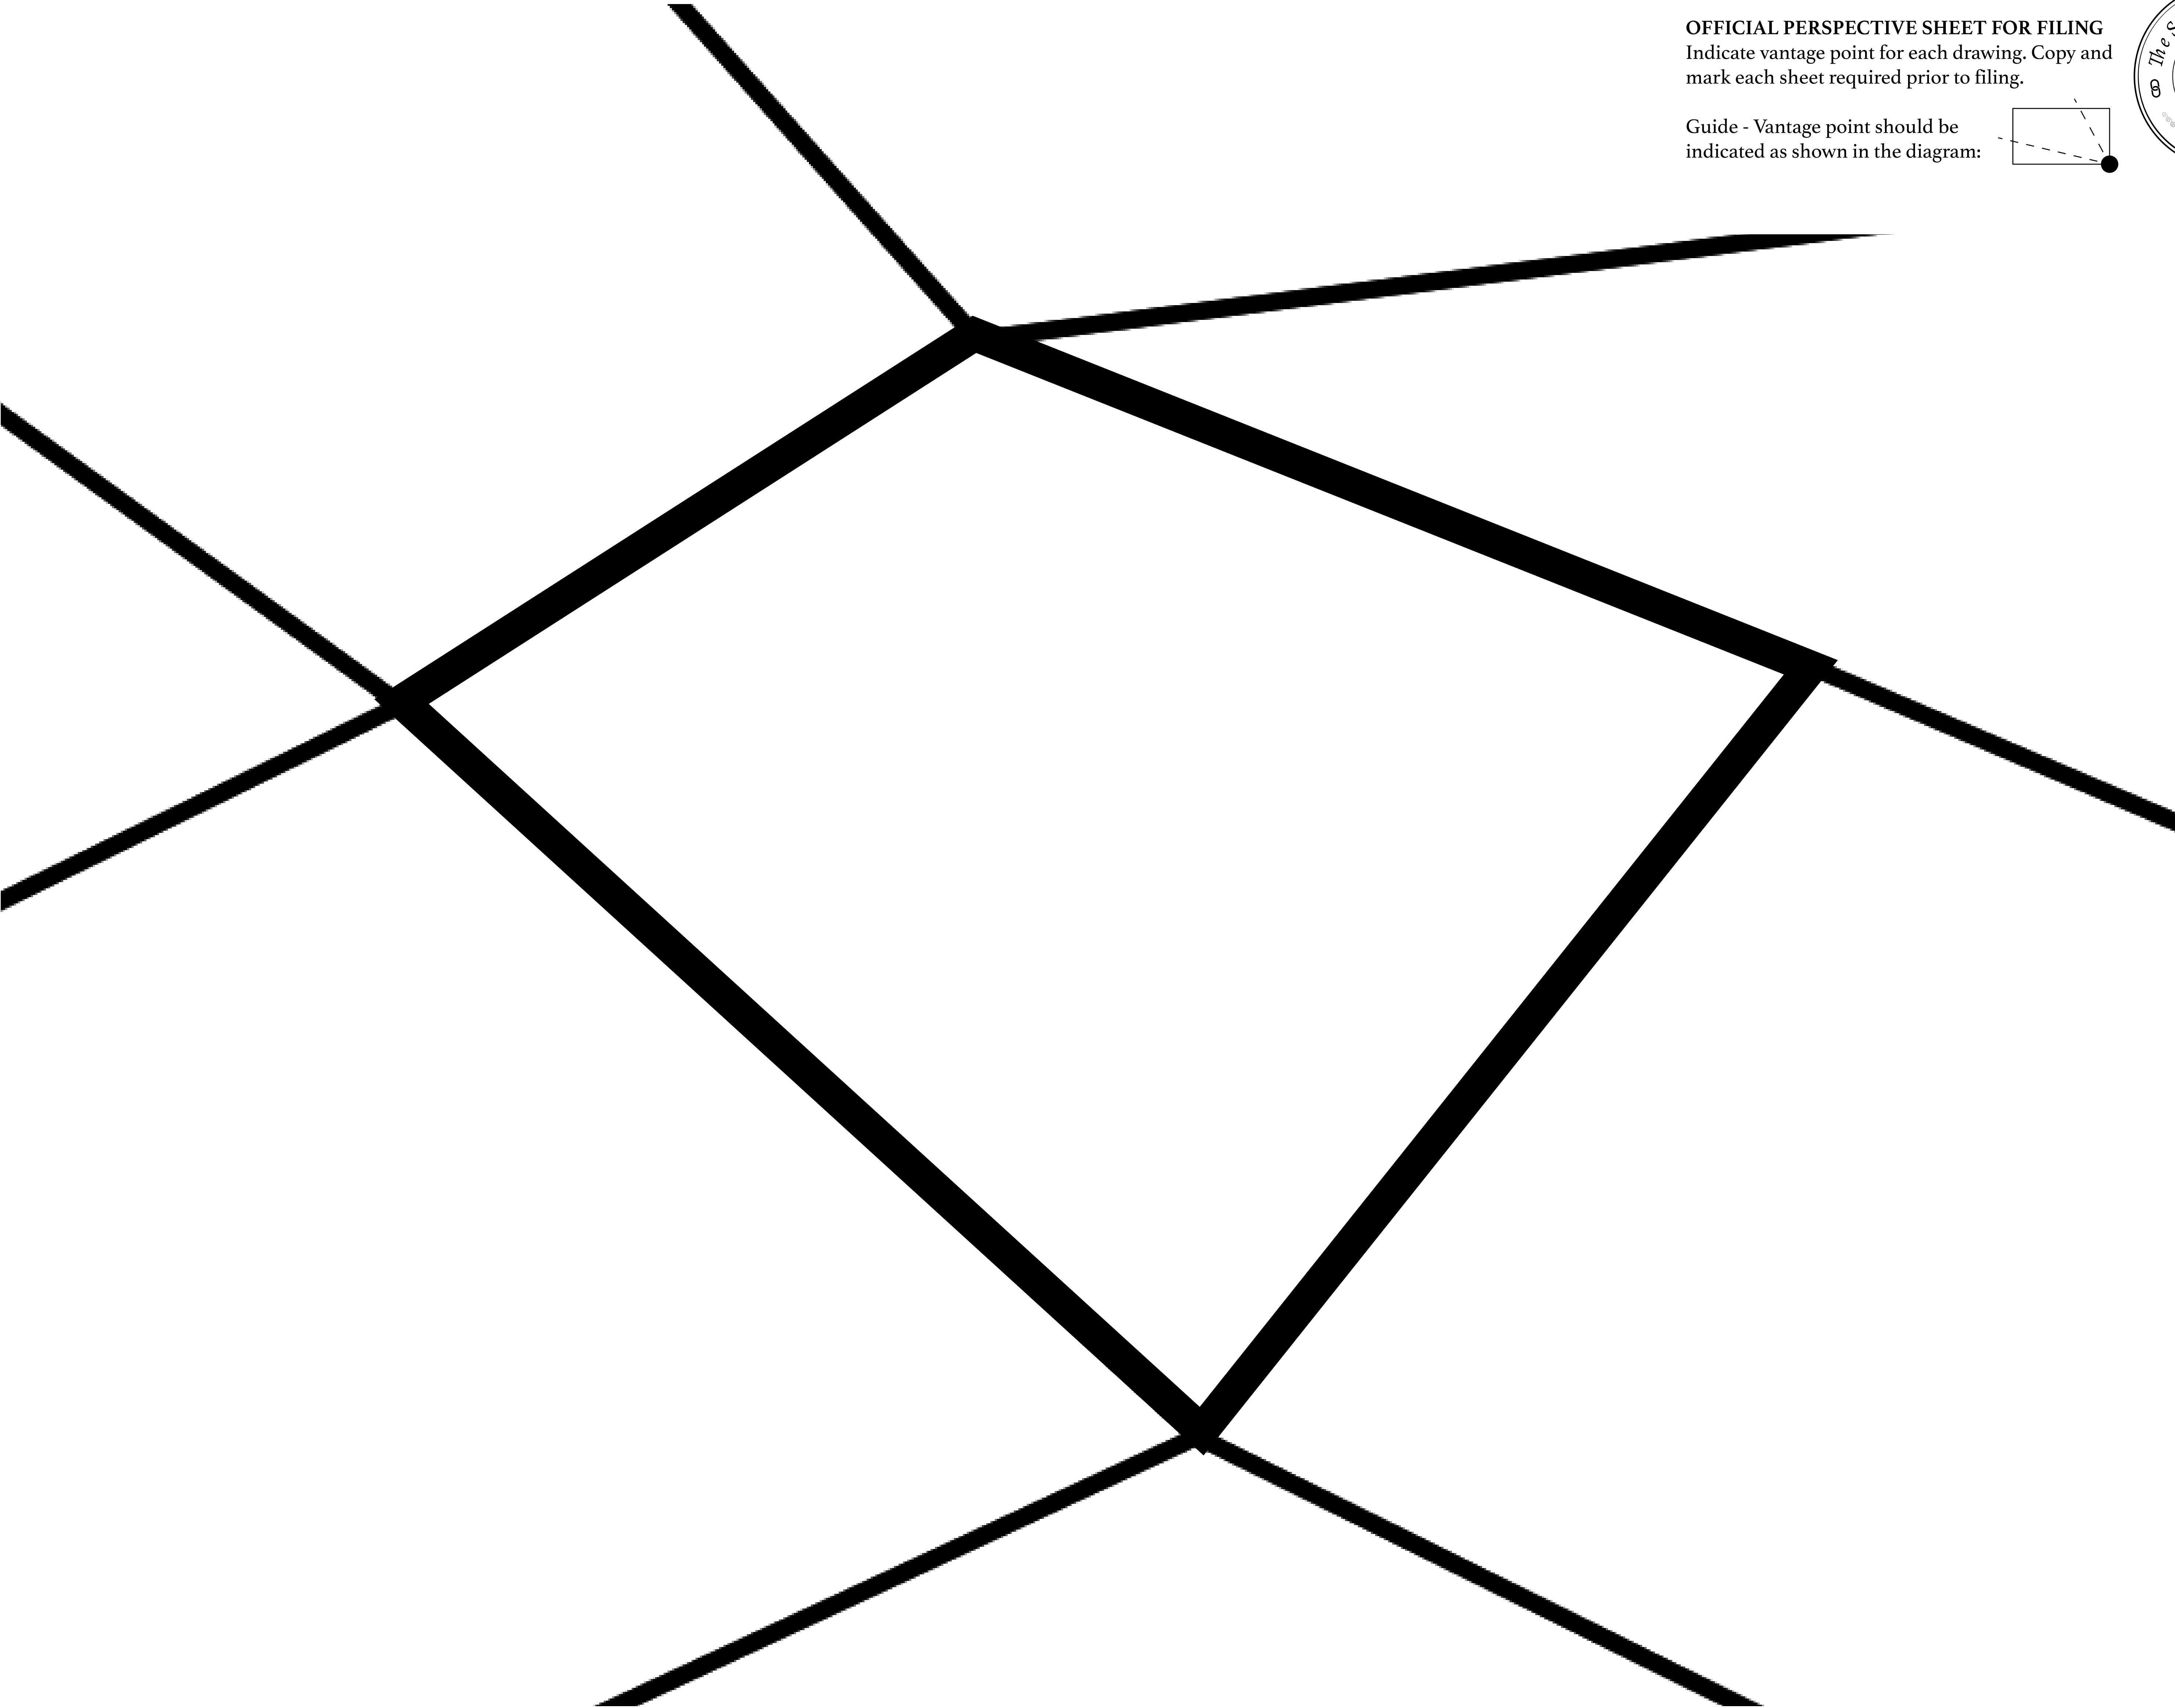 OFFICIAL PERSPECTIVE SHEET FOR FILING
Indicate vantage point for each drawing. Copy and
mark each sheet required prior to filing.
Guide - Vantage point should be
indicated as shown in the diagram:
The